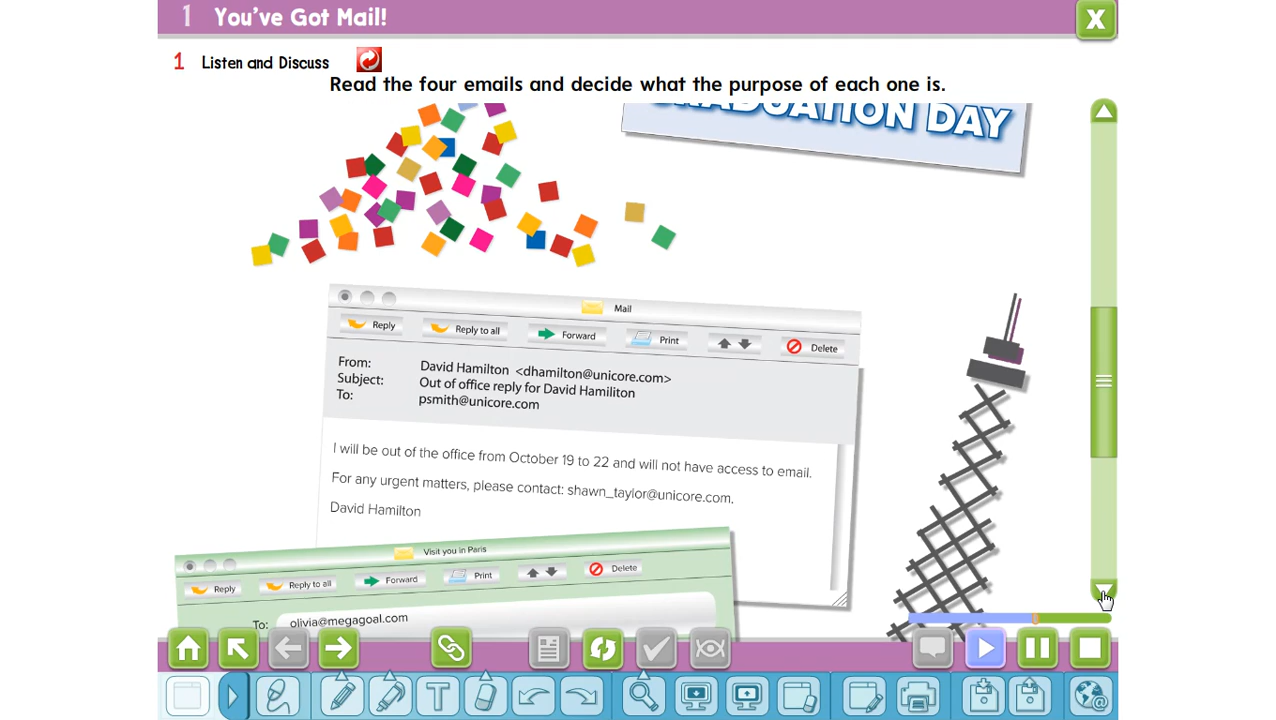 1 You've Got Mail!
X
1 Listen and Discuss
Read the four emails and decide what the purpose of each one is.
GRADUATION DAY
Mail
Reply
Reply to all
Forward
Print
Delete
From: David Hamilton <dhamilton@unicore.com>
Subject: Out of office reply for David Hamiliton
To: psmith@unicore.com
I will be out of the office from October 19 to 22 and will not have access to email.
For any urgent matters, please contact: shawn_taylor@unicore.com.
David Hamilton
Visit you in Paris
Reply
Reply to all
Forward
Print
Delete
To: olivia@megagoal.com
T